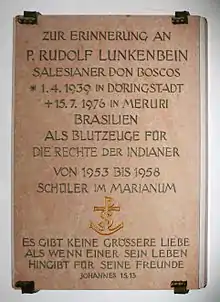 ZUR ERINNERUNG AN
P. RUDOLF LUNKENBEIN
SALESIANER DON BOSCOS
* 1.4.1939 IN DÖRINGSTADT
+ 15.7.1976 IN MERURI
BRASILIEN
ALS BLUTZEUGE FÜR
DIE RECHTE DER INDIANER
VON 1953 BIS 1958
SCHÜLER IM MARIANUM
ES GIBT KEINE GRÖSSERE LIEBE
ALS WENN EINER SEIN LEBEN
HINGIBT FÜR SEINE FREUNDE
JOHANNES 15.13